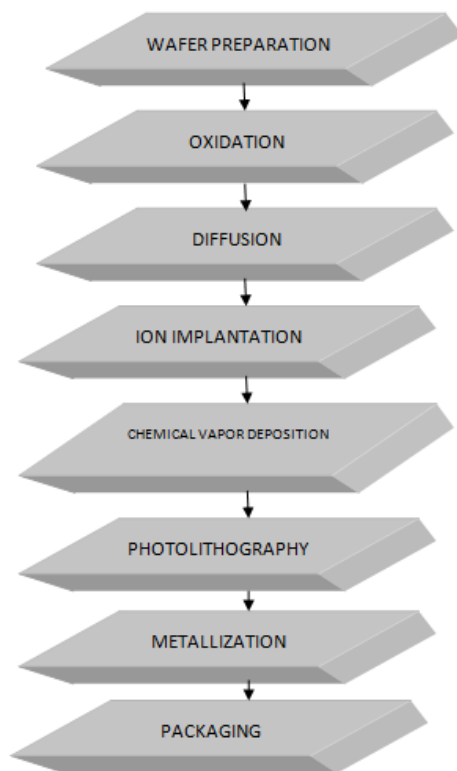 WAFER PREPARATION
OXIDATION
DIFFUSION
ION IMPLANTATION
CHEMICAL VAPOR DEPOSITION
PHOTOLITHOGRAPHY
METALLIZATION
PACKAGING